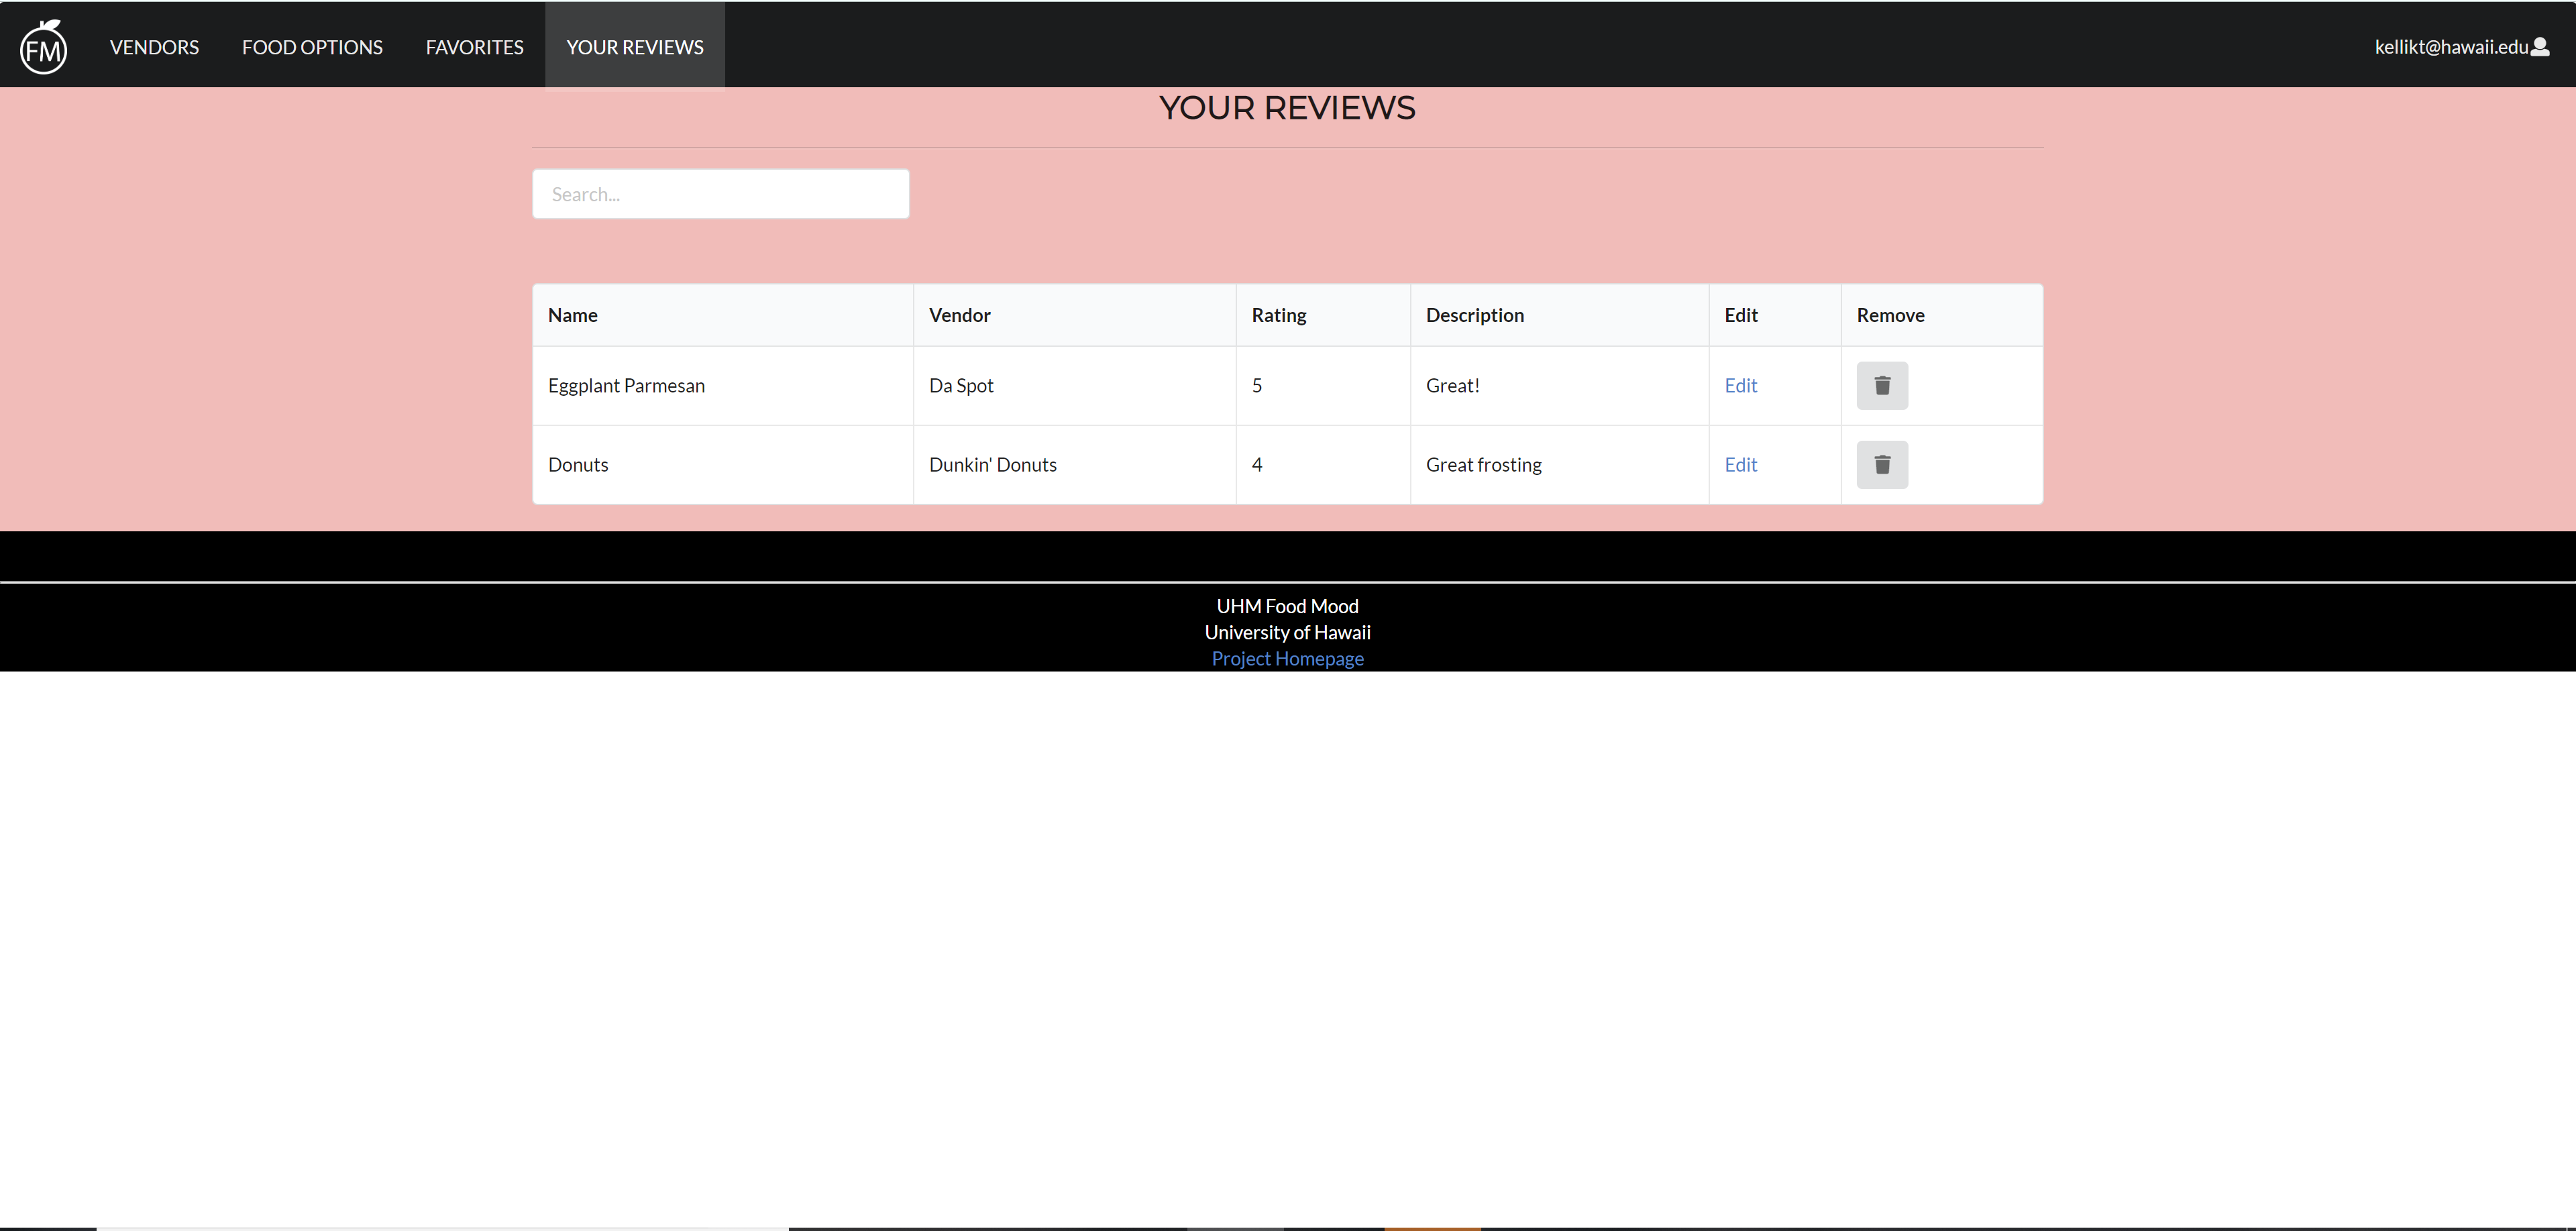 FM VENDORS FOOD OPTIONS FAVORITES YOUR REVIEWS kellikt@hawaii.edu
YOUR REVIEWS
Search...
Name Vendor Rating Description Edit Remove
Eggplant Parmesan Da Spot 5 Great! Edit
Donuts Dunkin' Donuts 4 Great frosting Edit
UHM Food Mood
University of Hawaii
Project Homepage